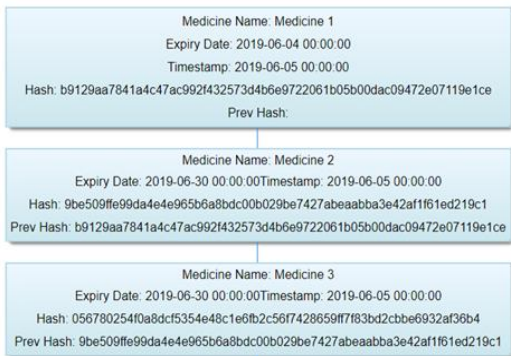 Medicine Name: Medicine 1
Expiry Date: 2019-06-04 00:00:00
Timestamp: 2019-06-05 00:00:00
Hash: b9129aa7841a4c47ac992f432573d4b6e9722061b05b00dac09472e07119e1ce
Prev Hash:
Medicine Name: Medicine 2
Expiry Date: 2019-06-30 00:00:00Timestamp: 2019-06-05 00:00:00
Hash: 9be509ffe99da4e4e965b6a8bdc00b029be7427abeaabba3e42af1f61ed219c1
Prev Hash: b9129aa7841a4c47ac992f432573d4b6e9722061b05b00dac09472e07119e1ce
Medicine Name: Medicine 3
Expiry Date: 2019-06-30 00:00:00Timestamp: 2019-06-05 00:00:00
Hash: 056780254f0a8dcf5354e48c1e6fb2c56f7428659ff7f83bd2cbbe6932af36b4
Prev Hash: 9be509ffe99da4e4e965b6a8bdc00b029be7427abeaabba3e42af1f61ed219c1